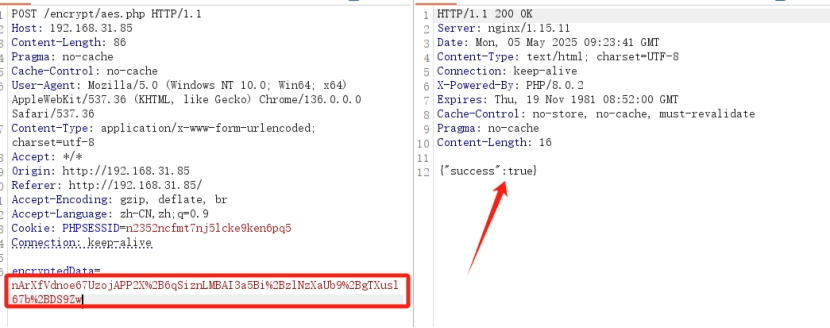 POST /encrypt/aes.php HTTP/1.1
Host: 192.168.31.85
Content-Length: 86
Pragma: no-cache
Cache-Control: no-cache
User-Agent: Mozilla/5.0 (Windows NT 10.0; Win64; x64)
AppleWebKit/537.36 (KHTML, like Gecko) Chrome/136.0.0.0
Safari/537.36
Content-Type: application/x-www-form-urlencoded;
charset=utf-8
Accept: */*
Origin: http://192.168.31.85
Referer: http://192.168.31.85/
Accept-Encoding: gzip, deflate, br
Accept-Language: zh-CN,zh;q=0.9
Cookie: PHPSESSID=n2352ncfmt7nj5lcke9ken6pq5
Connection: keep-alive
encryptedData=
nArXfVdnoe67UzojAPP2X%2B6qSiznLMBAI3a5Bi%2BzlNzXaUb9%2BgTXusl
67b%2BDS9Zw
1 HTTP/1.1 200 OK
2 Server: nginx/1.15.11
3 Date: Mon, 05 May 2025 09:23:41 GMT
4 Content-Type: text/html; charset=UTF-8
5 Connection: keep-alive
6 X-Powered-By: PHP/8.0.2
7 Expires: Thu, 19 Nov 1981 08:52:00 GMT
8 Cache-Control: no-store, no-cache, must-revalidate
9 Pragma: no-cache
10 Content-Length: 16
11
12 {"success":true}